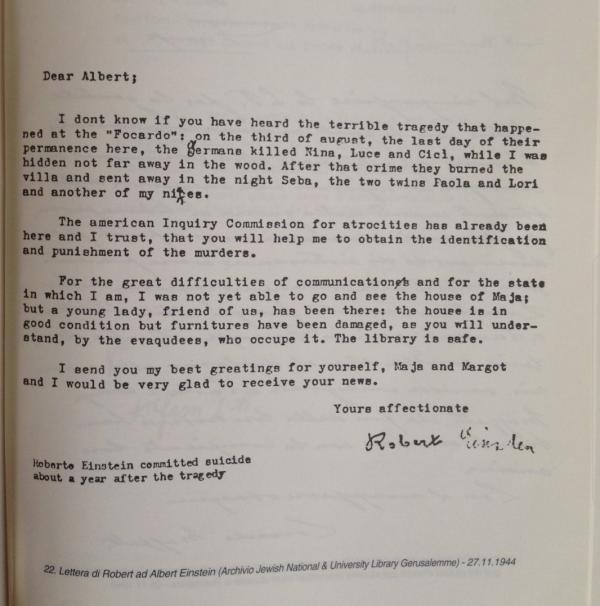 Dear Albert;
I dont know if you have heard the terrible tragedy that happe-
ned at the "Focardo": on the third of august, the last day of their
permanence here, the germans killed Nina, Luce and Cici, while I was
hidden not far away in the wood. After that crime they burned the
villa and sent away in the night Seba, the two twins Paola and Lori
and another of my nices.
The american Inquiry Commission for atrocities has already been
here and I trust, that you will help me to obtain the identification
and punishment of the murders.
For the great difficulties of communications and for the state
in which I am, I was not yet able to go and see the house of Maja;
but a young lady, friend of us, has been there: the house is in
good condition but furnitures have been damaged, as you will under-
stand, by the evaqudees, who occupe it. The library is safe.
I send you my best greatings for yourself, Maja and Margot
and I would be very glad to receive your news.
Yours affectionate
Robert Einstein
Roberto Einstein committed suicide
about a year after the tragedy
22. Lettera di Robert ad Albert Einstein (Archivio Jewish National & University Library Gerusalemme) - 27.11.1944